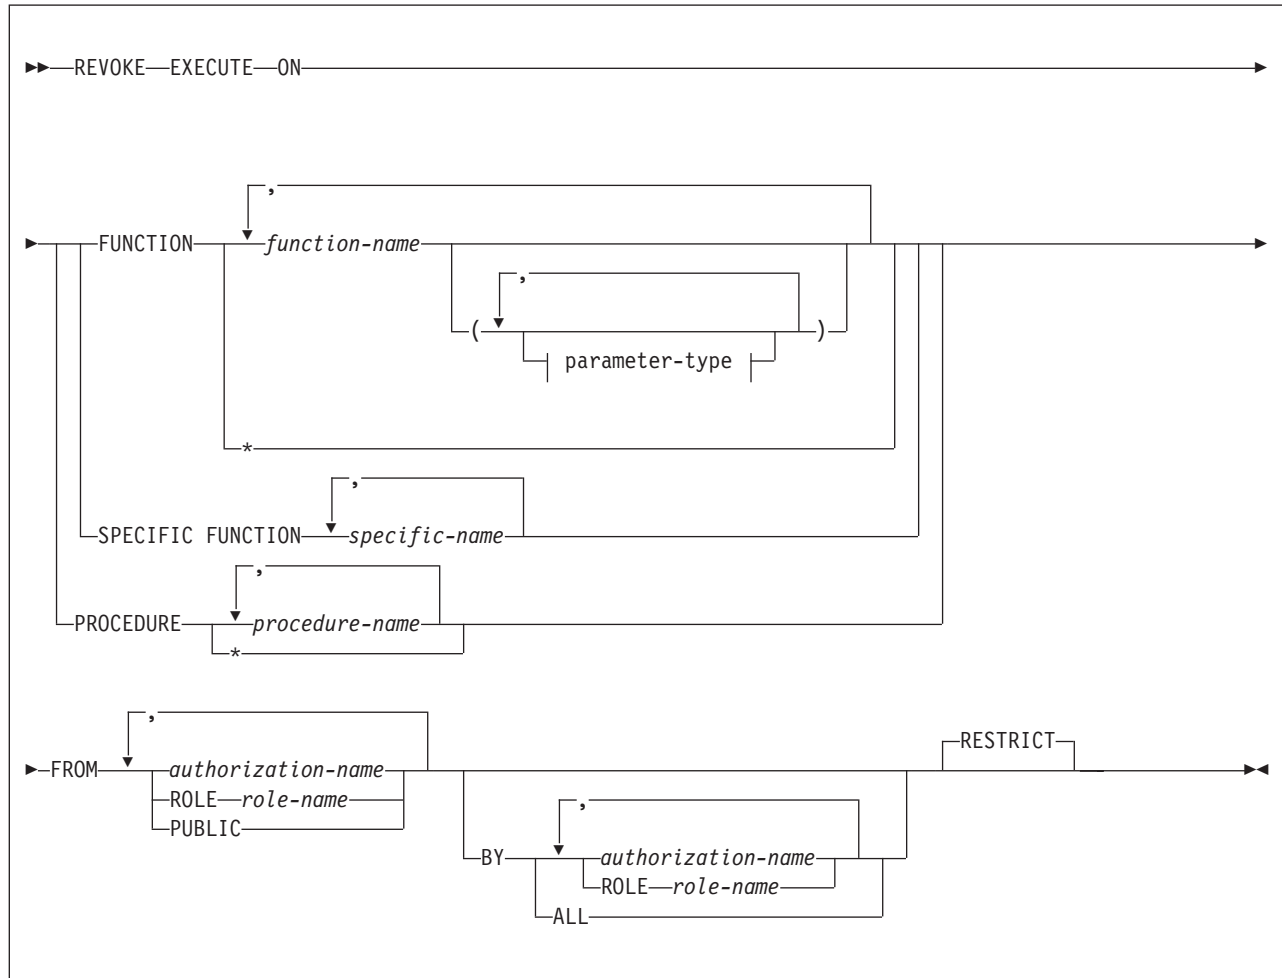 REVOKE EXECUTE ON
,
FUNCTION function-name
,
( parameter-type )
*
,
SPECIFIC FUNCTION specific-name
,
PROCEDURE procedure-name
*
, RESTRICT
FROM authorization-name
ROLE role-name
PUBLIC
,
BY authorization-name
ROLE role-name
ALL